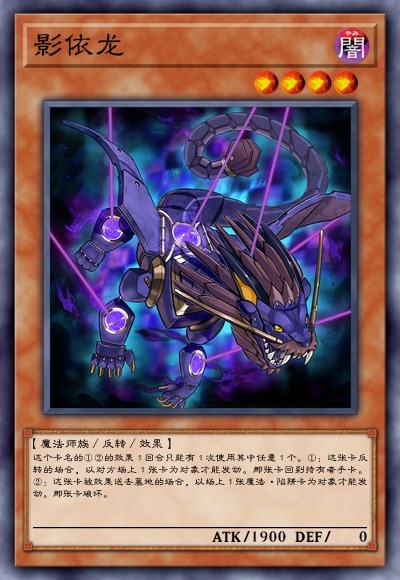 影依龙
やみ
闇
【魔法师族/反转/效果】
这个卡名的①②的效果1回合只能有1次使用其中任意1个。①:这张卡反
转的场合,以对方场上1张卡为对象才能发动。那张卡回到持有者手卡。
②:这张卡被效果送去墓地的场合,以场上1张魔法·陷阱卡为对象才能发
动。那张卡破坏。
ATK/1900 DEF/ 0